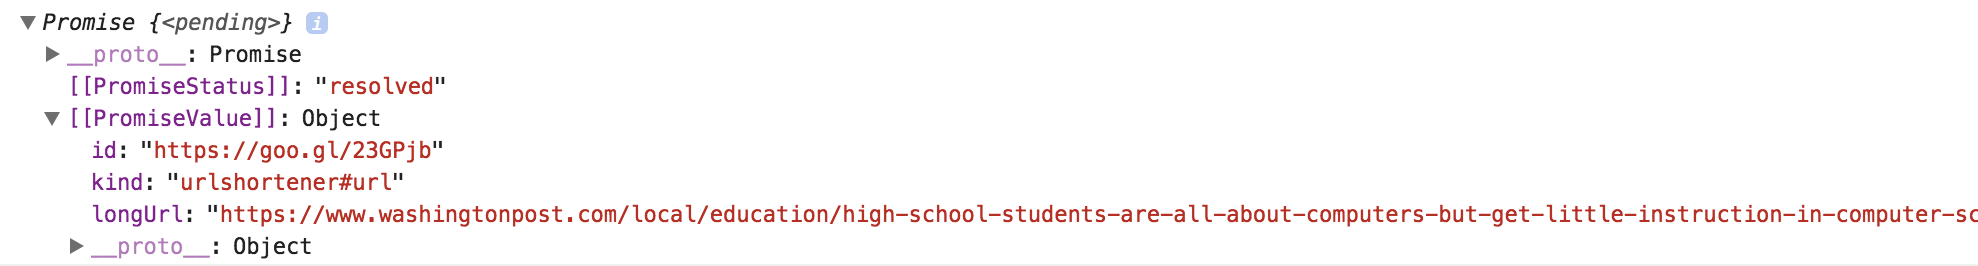 Promise {<pending>} i
__proto__: Promise
[[PromiseStatus]]: "resolved"
[[PromiseValue]]: Object
id: "https://goo.gl/23GPjb"
kind: "urlshortener#url"
longUrl: "https://www.washingtonpost.com/local/education/high-school-students-are-all-about-computers-but-get-little-instruction-in-computer-sc
__proto__: Object